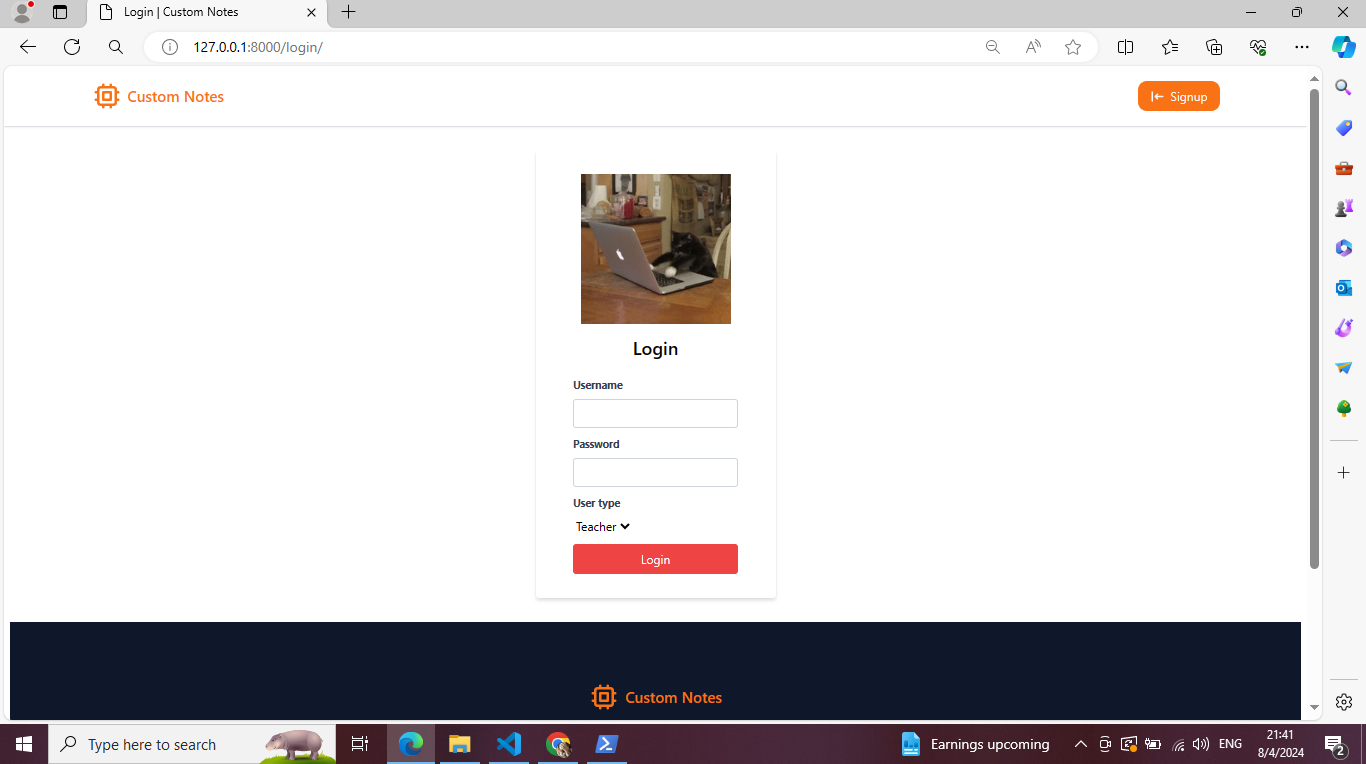 Login | Custom Notes
127.0.0.1:8000/login/
Custom Notes
Signup
Login
Username
Password
User type
Teacher
Login
Custom Notes
Type here to search
Earnings upcoming
ENG
21:41
8/4/2024
2